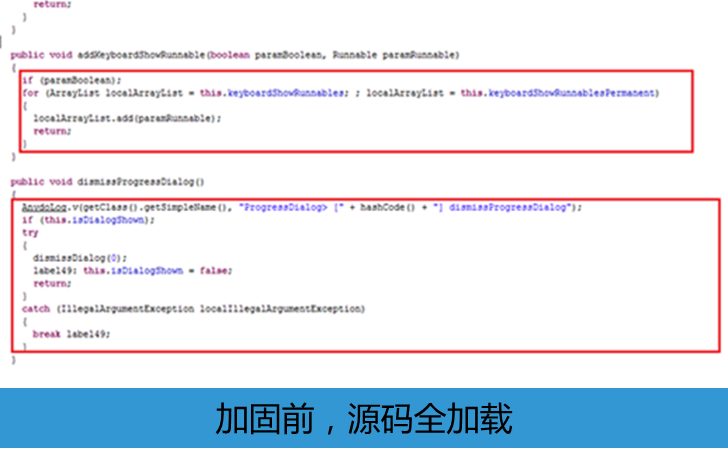 return;
}
}
public void addKeyboardShowRunnable(boolean paramBoolean, Runnable paramRunnable)
{
if (paramBoolean);
for (ArrayList localArrayList = this.keyboardShowRunnables; ; localArrayList = this.keyboardShowRunnablesPermanent)
{
localArrayList.add(paramRunnable);
return;
}
}
public void dismissProgressDialog()
{
AnydoLog.v(getClass().getSimpleName(), "ProgressDialog> [" + hashCode() + "] dismissProgressDialog");
if (this.isDialogShown);
try
{
dismissDialog(0);
label49: this.isDialogShown = false;
return;
}
catch (IllegalArgumentException localIllegalArgumentException)
{
break label49;
}
}
加固前，源码全加载